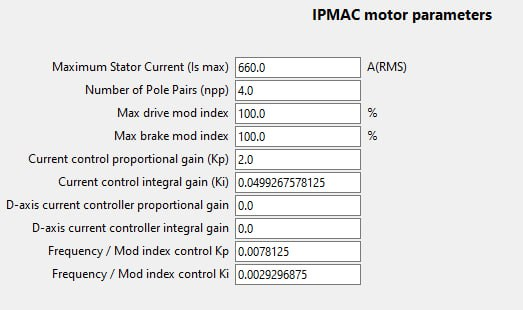 IPMAC motor parameters
Maximum Stator Current (Is max) 660.0 A(RMS)
Number of Pole Pairs (npp) 4.0
Max drive mod index 100.0 %
Max brake mod index 100.0 %
Current control proportional gain (Kp) 2.0
Current control integral gain (Ki) 0.0499267578125
D-axis current controller proportional gain 0.0
D-axis current controller integral gain 0.0
Frequency / Mod index control Kp 0.0078125
Frequency / Mod index control Ki 0.0029296875